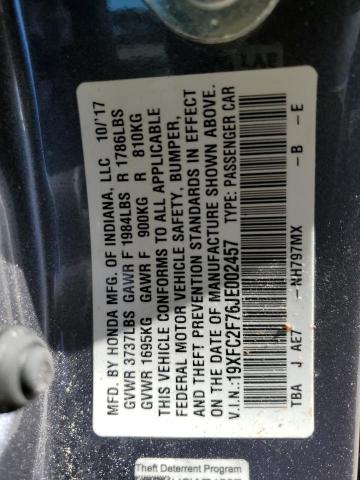 MFD. BY HONDA MFG. OF INDIANA, LLC 10/'17
GVWR 3737LBS GAWR F 1984LBS R 1786LBS
GVWR 1695KG GAWR F 900KG R 810KG
THIS VEHICLE CONFORMS TO ALL APPLICABLE
FEDERAL MOTOR VEHICLE SAFETY, BUMPER,
AND THEFT PREVENTION STANDARDS IN EFFECT
ON THE DATE OF MANUFACTURE SHOWN ABOVE.
V.I.N.:19XFC2F76JE002457 TYPE: PASSENGER CAR
TBA J AE7 - NH797MX - B - E
Theft Deterrent Program